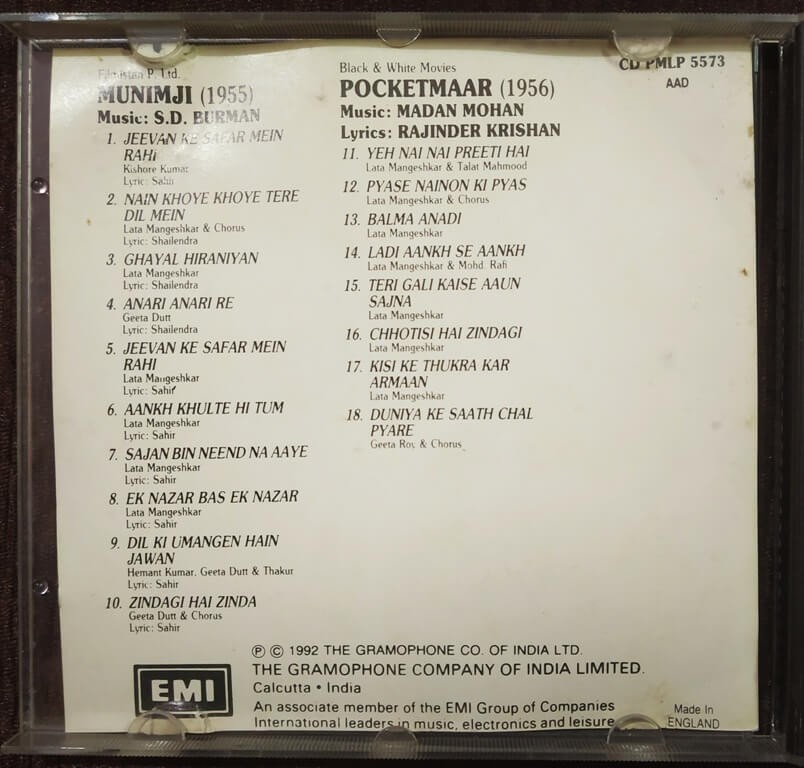 Filmistan P. Ltd.
MUNIMJI (1955)
Music: S.D. BURMAN
1. JEEVAN KE SAFAR MEIN
RAHI
Kishore Kumar
Lyric: Sahir
2. NAIN KHOYE KHOYE TERE
DIL MEIN
Lata Mangeshkar & Chorus
Lyric: Shailendra
3. GHAYAL HIRANIYAN
Lata Mangeshkar
Lyric: Shailendra
4. ANARI ANARI RE
Geeta Dutt
Lyric: Shailendra
5. JEEVAN KE SAFAR MEIN
RAHI
Lata Mangeshkar
Lyric: Sahir
6. AANKH KHULTE HI TUM
Lata Mangeshkar
Lyric: Sahir
7. SAJAN BIN NEEND NA AAYE
Lata Mangeshkar
Lyric: Sahir
8. EK NAZAR BAS EK NAZAR
Lata Mangeshkar
Lyric: Sahir
9. DIL KI UMANGEN HAIN
JAWAN
Hemant Kumar, Geeta Dutt & Thakur
Lyric: Sahir
10. ZINDAGI HAI ZINDA
Geeta Dutt & Chorus
Lyric: Sahir
Black & White Movies
POCKETMAAR (1956)
Music: MADAN MOHAN
Lyrics: RAJINDER KRISHAN
11. YEH NAI NAI PREETI HAI
Lata Mangeshkar & Talat Mahmood
12. PYASE NAINON KI PYAS
Lata Mangeshkar & Chorus
13. BALMA ANADI
Lata Mangeshkar
14. LADI AANKH SE AANKH
Lata Mangeshkar & Mohd. Rafi
15. TERI GALI KAISE AAUN
SAJNA
Lata Mangeshkar
16. CHHOTISI HAI ZINDAGI
Lata Mangeshkar
17. KISI KE THUKRA KAR
ARMAAN
Lata Mangeshkar
18. DUNIYA KE SAATH CHAL
PYARE
Geeta Roy & Chorus
CD PMLP 5573
AAD
EMI
℗ © 1992 THE GRAMOPHONE CO. OF INDIA LTD.
THE GRAMOPHONE COMPANY OF INDIA LIMITED.
Calcutta • India
An associate member of the EMI Group of Companies
International leaders in music, electronics and leisure
Made In
ENGLAND